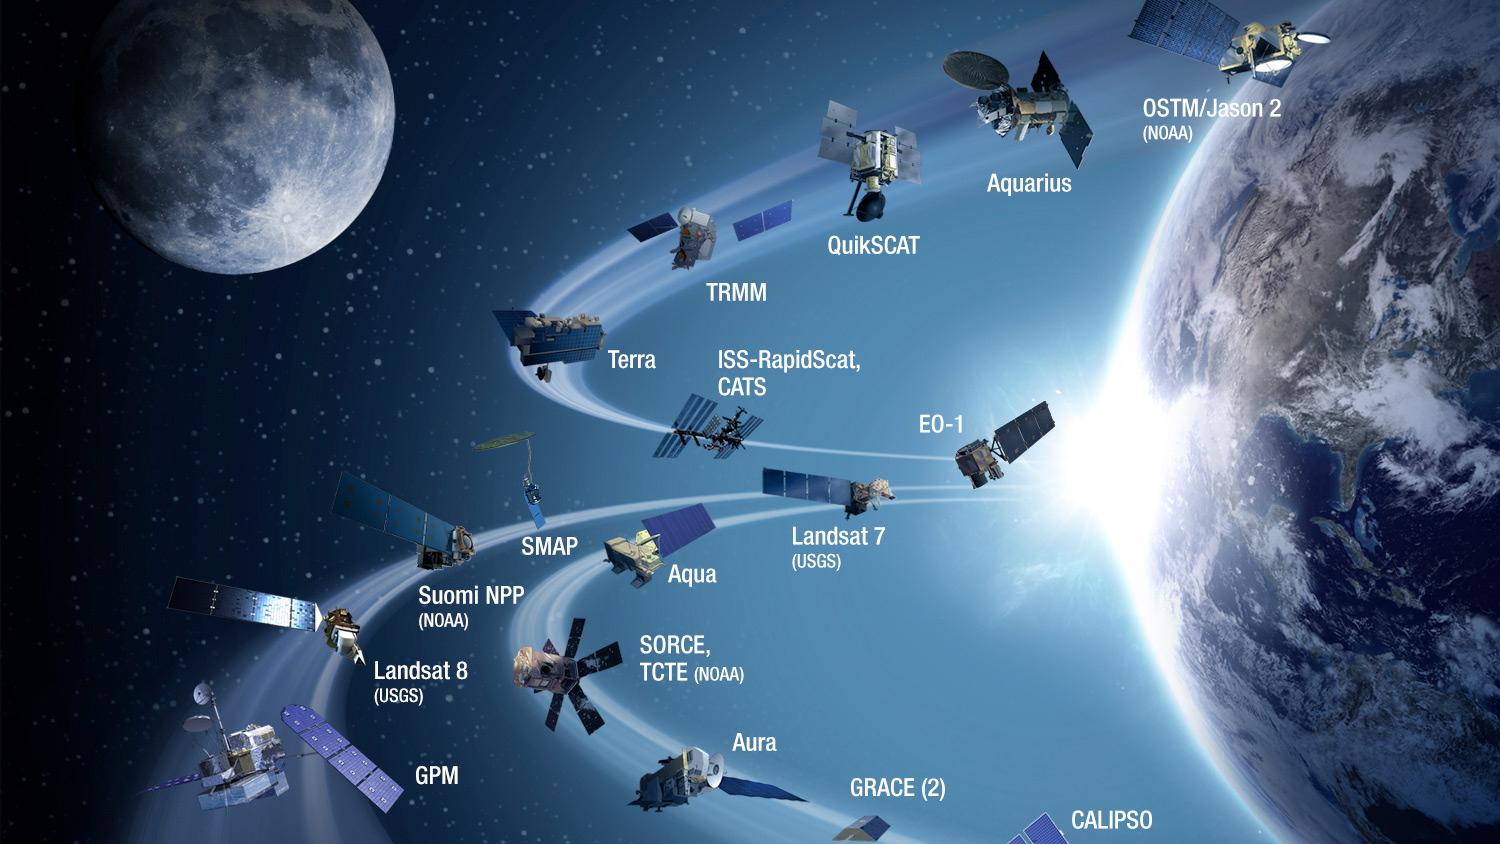 OSTM/Jason 2
(NOAA)
Aquarius
QuikSCAT
TRMM
Terra
ISS-RapidScat,
CATS
EO-1
Landsat 7
(USGS)
SMAP
Aqua
Suomi NPP
(NOAA)
SORCE,
TCTE (NOAA)
Landsat 8
(USGS)
Aura
GPM
GRACE (2)
CALIPSO